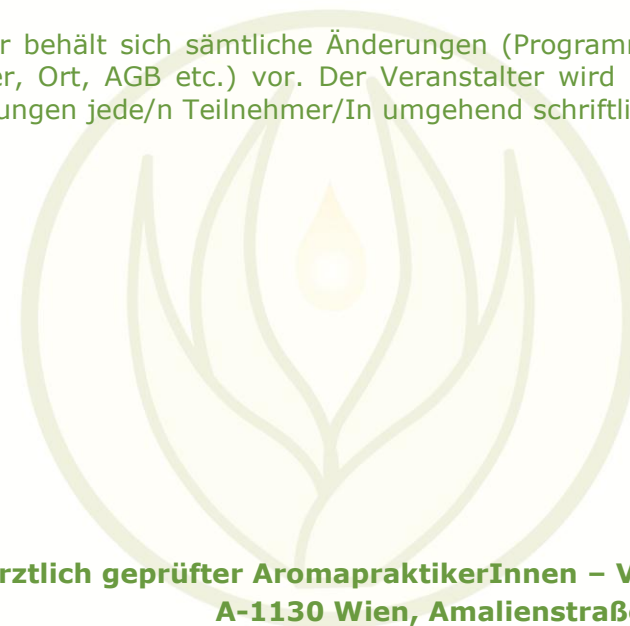 r behält sich sämtliche Änderungen (Program
er, Ort, AGB etc.) vor. Der Veranstalter wird
ungen jede/n Teilnehmer/In umgehend schriftli
rztlich geprüfter AromapraktikerInnen – V
A-1130 Wien, Amalienstraß